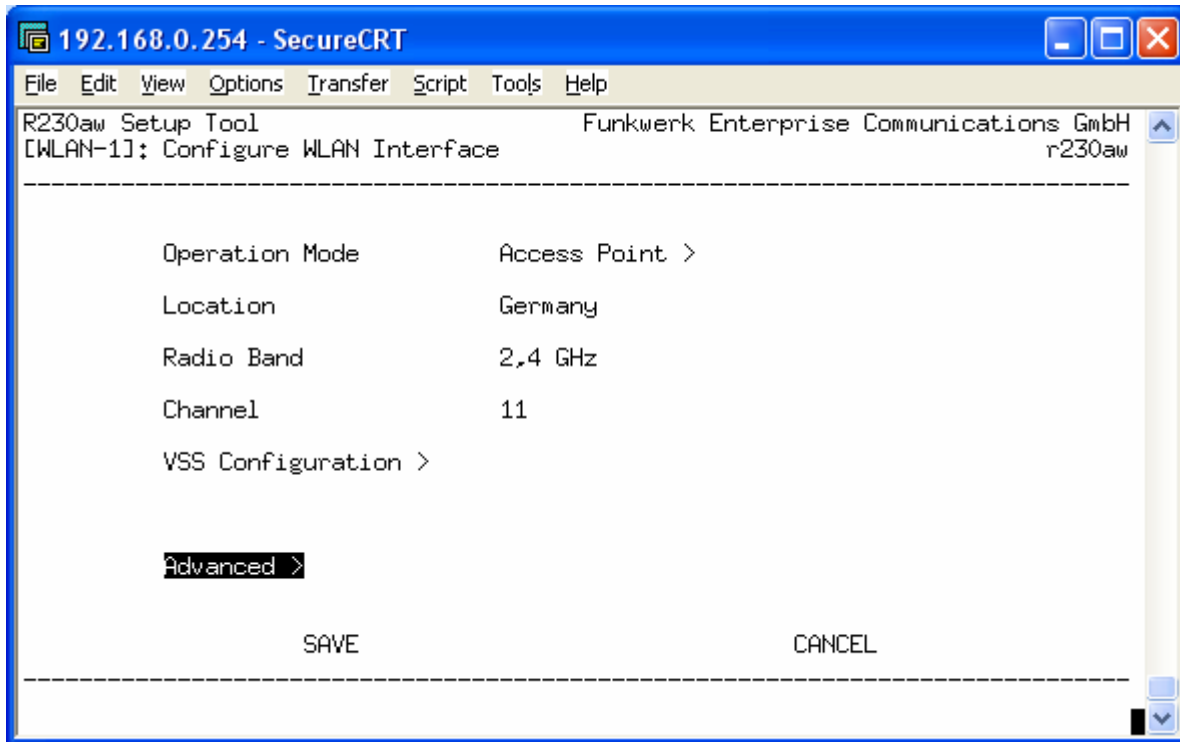 192.168.0.254 - SecureCRT
File Edit View Options Transfer Script Tools Help
R230aw Setup Tool Funkwerk Enterprise Communications GmbH
[WLAN-1]: Configure WLAN Interface r230aw
Operation Mode Access Point >
Location Germany
Radio Band 2,4 GHz
Channel 11
VSS Configuration >
Advanced >
SAVE CANCEL